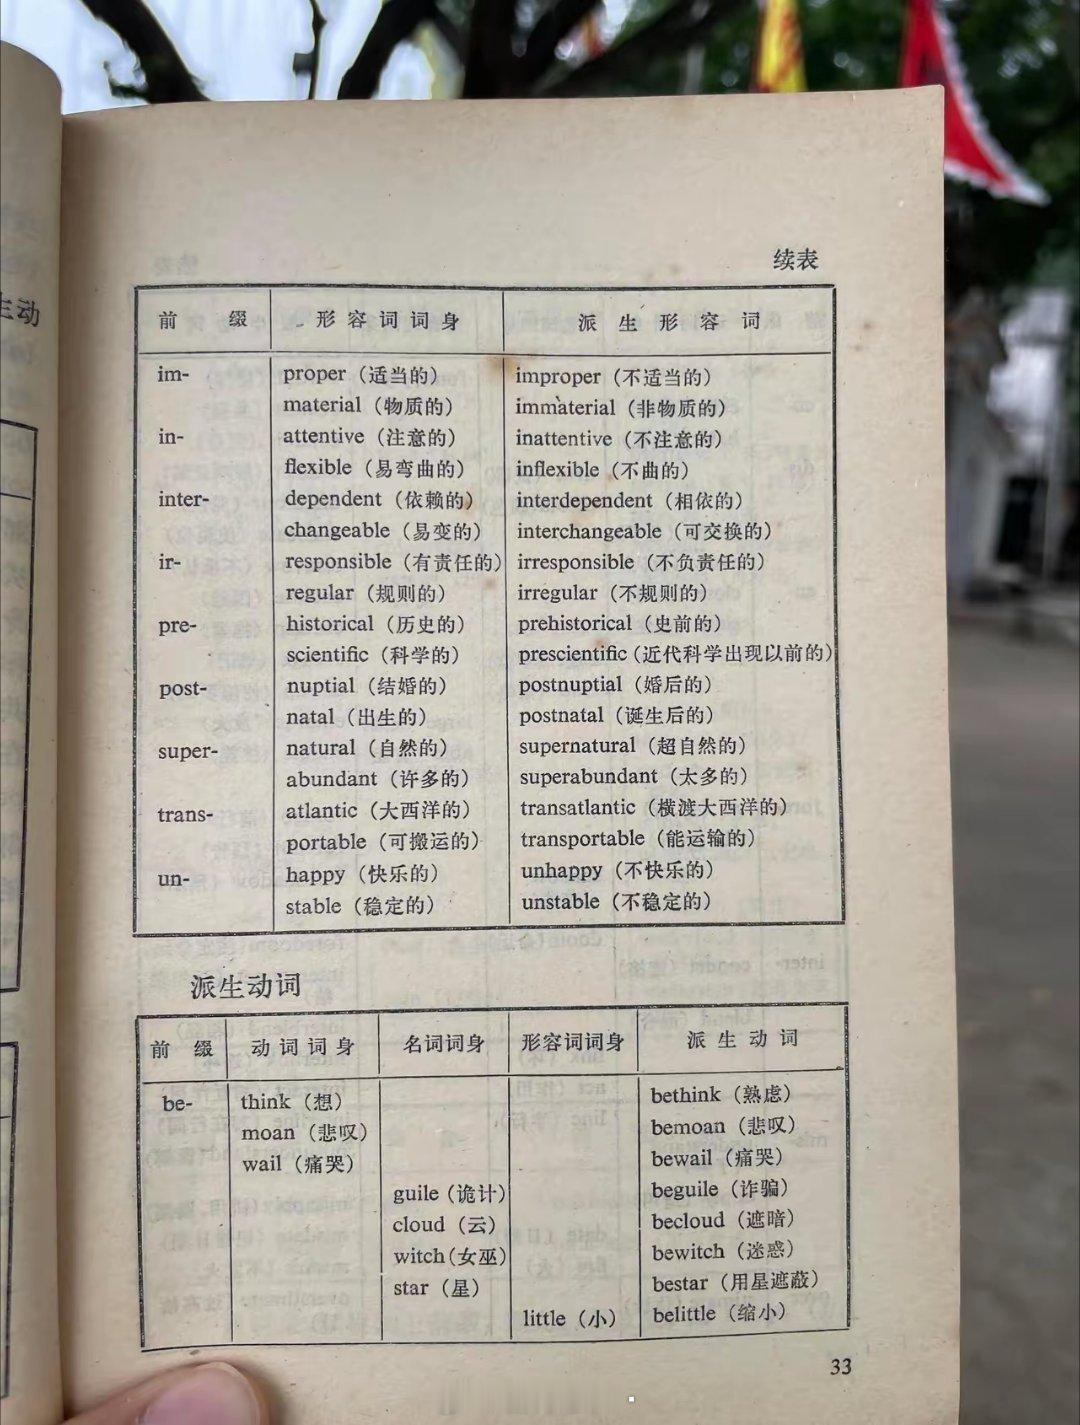 生动
续表
前 缀 形容词词身 派生形容词
im- proper（适当的） improper（不适当的）
material（物质的） immaterial（非物质的）
in- attentive（注意的） inattentive（不注意的）
flexible（易弯曲的） inflexible（不曲的）
inter- dependent（依赖的） interdependent（相依的）
changeable（易变的） interchangeable（可交换的）
ir- responsible（有责任的） irresponsible（不负责任的）
regular（规则的） irregular（不规则的）
pre- historical（历史的） prehistorical（史前的）
scientific（科学的） prescientific（近代科学出现以前的）
post- nuptial（结婚的） postnuptial（婚后的）
natal（出生的） postnatal（诞生后的）
super- natural（自然的） supernatural（超自然的）
abundant（许多的） superabundant（太多的）
trans- atlantic（大西洋的） transatlantic（横渡大西洋的）
portable（可搬运的） transportable（能运输的）
un- happy（快乐的） unhappy（不快乐的）
stable（稳定的） unstable（不稳定的）
派生动词
前 缀 动词词身 名词词身 形容词词身 派生动词
be- think（想） bethink（熟虑）
moan（悲叹） bemoan（悲叹）
wail（痛哭） bewail（痛哭）
guile（诡计） beguile（诈骗）
cloud（云） becloud（遮暗）
witch（女巫） bewitch（迷惑）
star（星） bestar（用星遮蔽）
little（小） belittle（缩小）
33